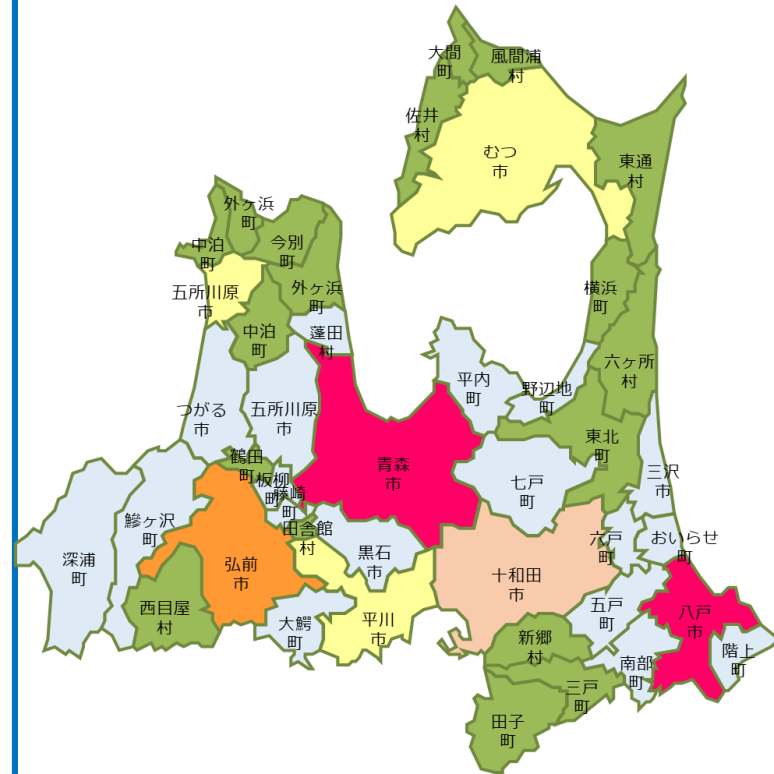 大間
町
風間浦
村
佐井
村
むつ
市
東通
村
外ヶ浜
町
中泊
町
今別
町
五所川原
市
外ヶ浜
町
横浜
町
中泊
町
蓬田
村
六ヶ所
村
平内
町
野辺地
町
つがる
市
五所川原
市
東北
町
鶴田
町
板柳
町
藤崎
町
青森
市
七戸
町
三沢
市
鰺ヶ沢
町
田舎館
村
黒石
市
六戸
町
おいらせ
町
深浦
町
弘前
市
十和田
市
西目屋
村
大鰐
町
平川
市
五戸
町
八戸
市
新郷
村
南部
町
階上
町
三戸
町
田子
町